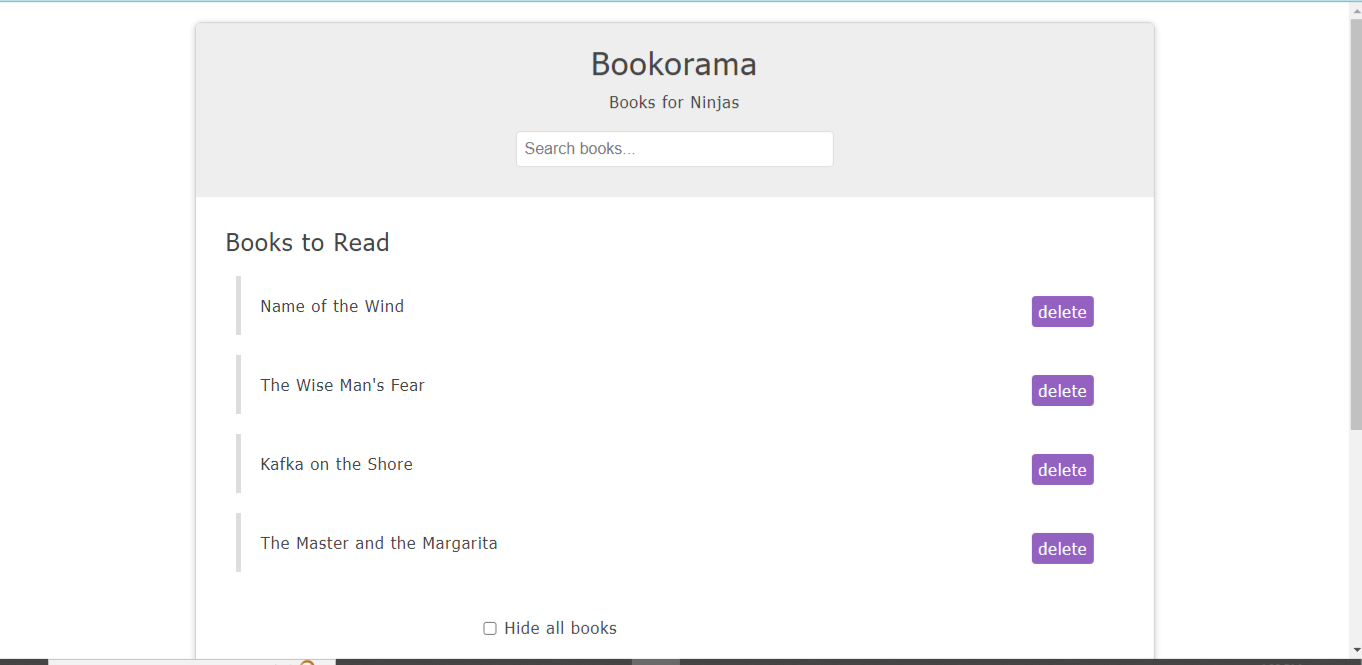 Bookorama
Books for Ninjas
Search books...
Books to Read
Name of the Wind
delete
The Wise Man's Fear
delete
Kafka on the Shore
delete
The Master and the Margarita
delete
Hide all books